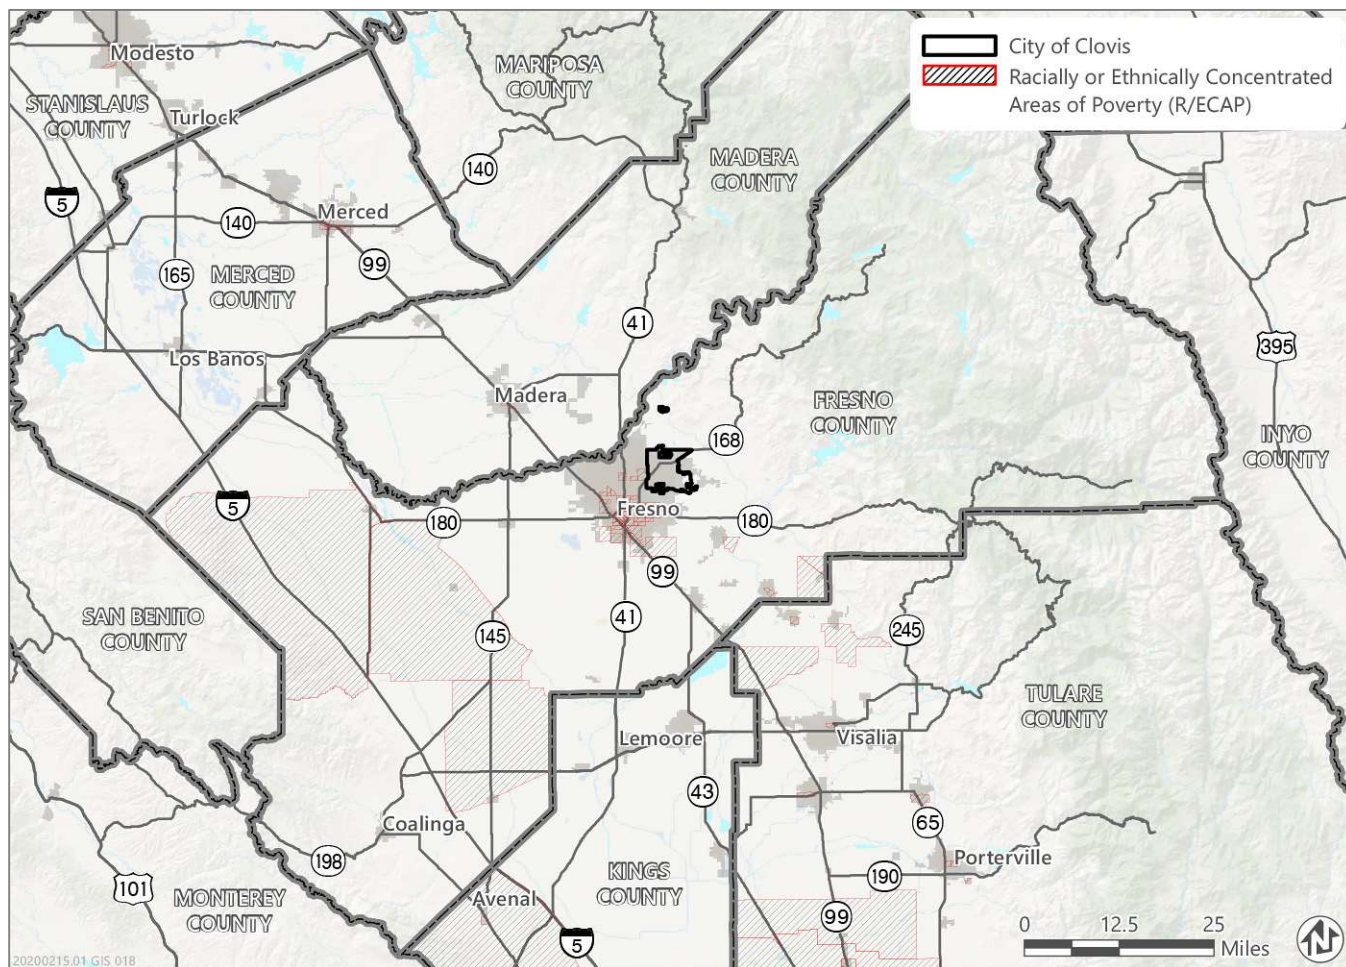 Modesto
MARIPOSA
COUNTY
City of Clovis
Racially or Ethnically Concentrated
Areas of Poverty (R/ECAP)
STANISLAUS
COUNTY
Turlock
MADERA
COUNTY
140
5
Merced
140
99
165
MERCED
COUNTY
41
395
Los Banos
Madera
FRESNO
COUNTY
168
INYO
COUNTY
5
180
Fresno
180
99
SAN BENITO
COUNTY
41
145
245
TULARE
COUNTY
Lemoore
Visalia
43
Coalinga
65
198
Porterville
101
MONTEREY
COUNTY
KINGS
COUNTY
190
Avenal
99
5
0 12.5 25
Miles
N
20200215.01 GIS 018